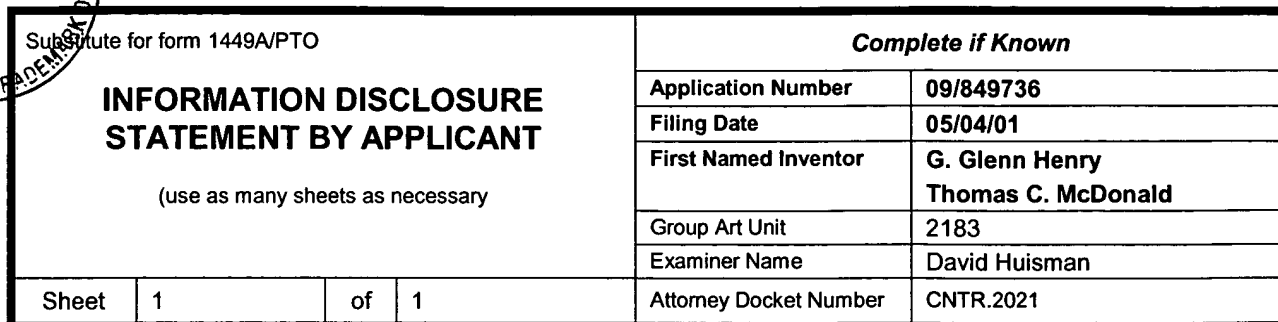 Substitute for form 1449A/PTO
INFORMATION DISCLOSURE
STATEMENT BY APPLICANT
(use as many sheets as necessary
Sheet 1 of 1
Complete if Known
Application Number 09/849736
Filing Date 05/04/01
First Named Inventor G. Glenn Henry
Thomas C. McDonald
Group Art Unit 2183
Examiner Name David Huisman
Attorney Docket Number CNTR.2021